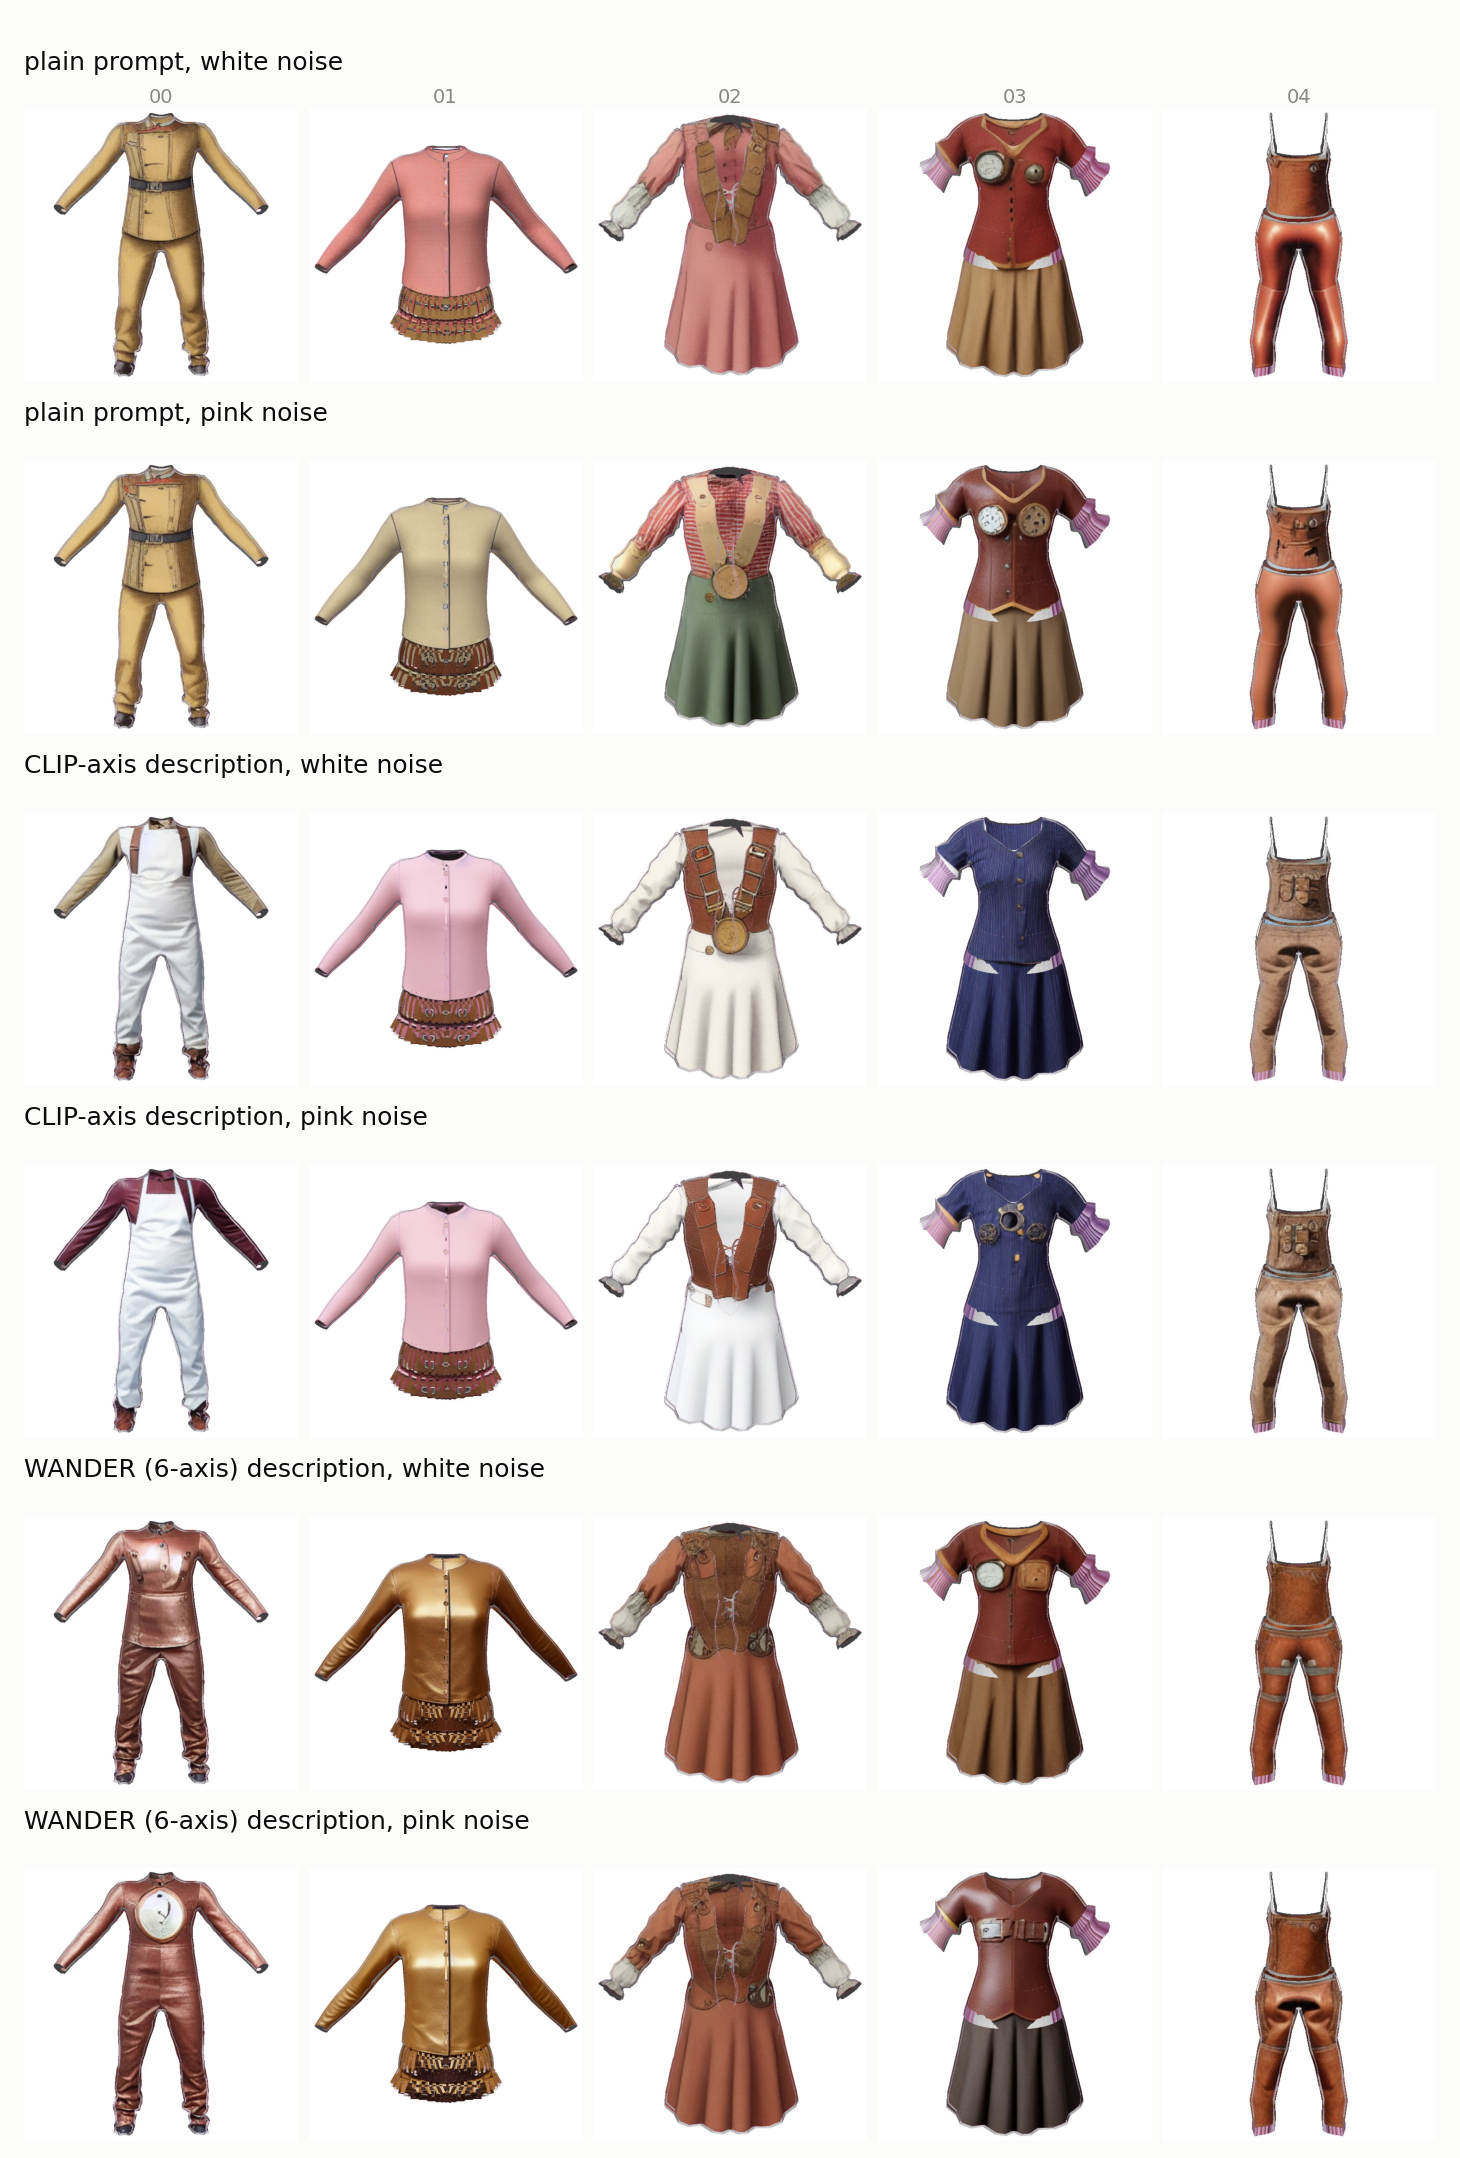 plain prompt, white noise
00 01 02 03 04
plain prompt, pink noise
CLIP-axis description, white noise
CLIP-axis description, pink noise
WANDER (6-axis) description, white noise
WANDER (6-axis) description, pink noise